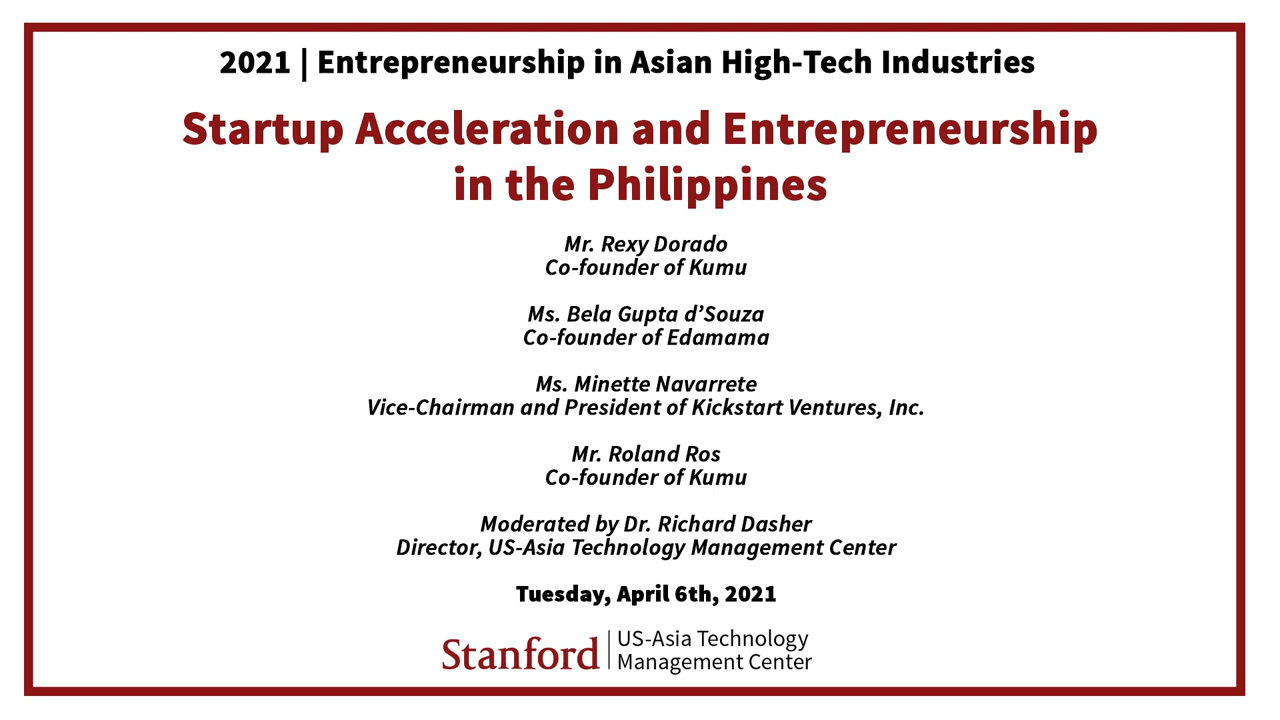 2021 | Entrepreneurship in Asian High-Tech Industries
Startup Acceleration and Entrepreneurship
in the Philippines
Mr. Rexy Dorado
Co-founder of Kumu
Ms. Bela Gupta d’Souza
Co-founder of Edamama
Ms. Minette Navarrete
Vice-Chairman and President of Kickstart Ventures, Inc.
Mr. Roland Ros
Co-founder of Kumu
Moderated by Dr. Richard Dasher
Director, US-Asia Technology Management Center
Tuesday, April 6th, 2021
Stanford
US-Asia Technology
Management Center